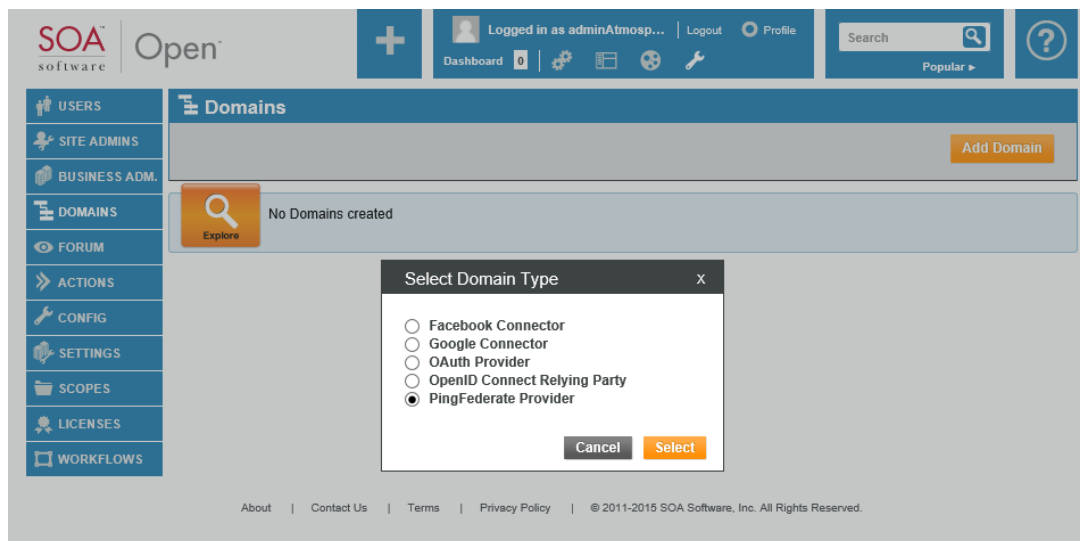 SOA™
software
Open™
Logged in as adminAtmosp... | Logout Profile
Dashboard 0
Search
Popular ►
?
USERS
SITE ADMINS
BUSINESS ADM.
DOMAINS
FORUM
ACTIONS
CONFIG
SETTINGS
SCOPES
LICENSES
WORKFLOWS
Domains
Add Domain
Explore
No Domains created
Select Domain Type x
Facebook Connector
Google Connector
OAuth Provider
OpenID Connect Relying Party
PingFederate Provider
Cancel Select
About | Contact Us | Terms | Privacy Policy | © 2011-2015 SOA Software, Inc. All Rights Reserved.